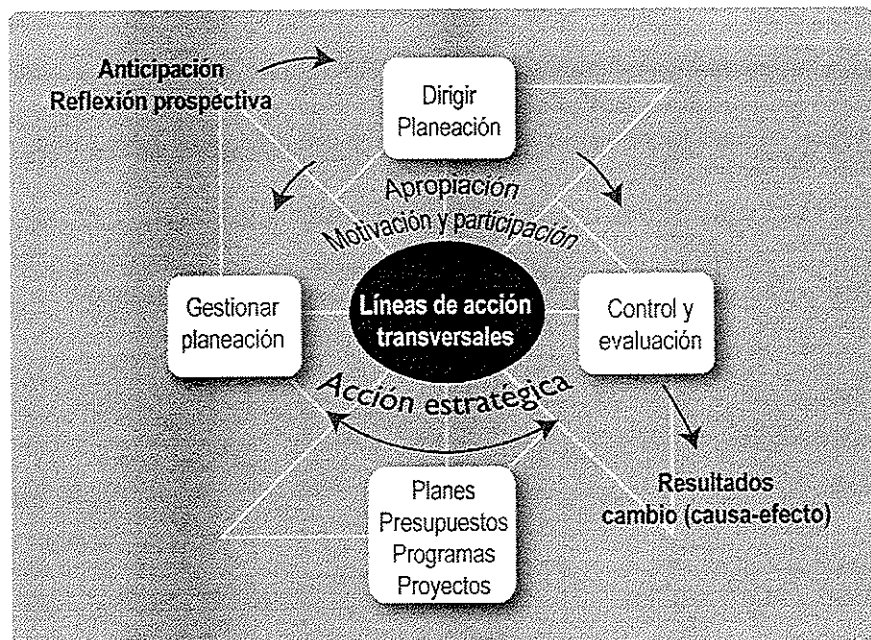 Anticipación
Reflexión prospectiva
Dirigir
Planeación
Apropiación
Motivación y participación
Gestionar
planeación
Líneas de acción
transversales
Control y
evaluación
Acción estratégica
Planes
Presupuestos
Programas
Proyectos
Resultados
cambio (causa-efecto)